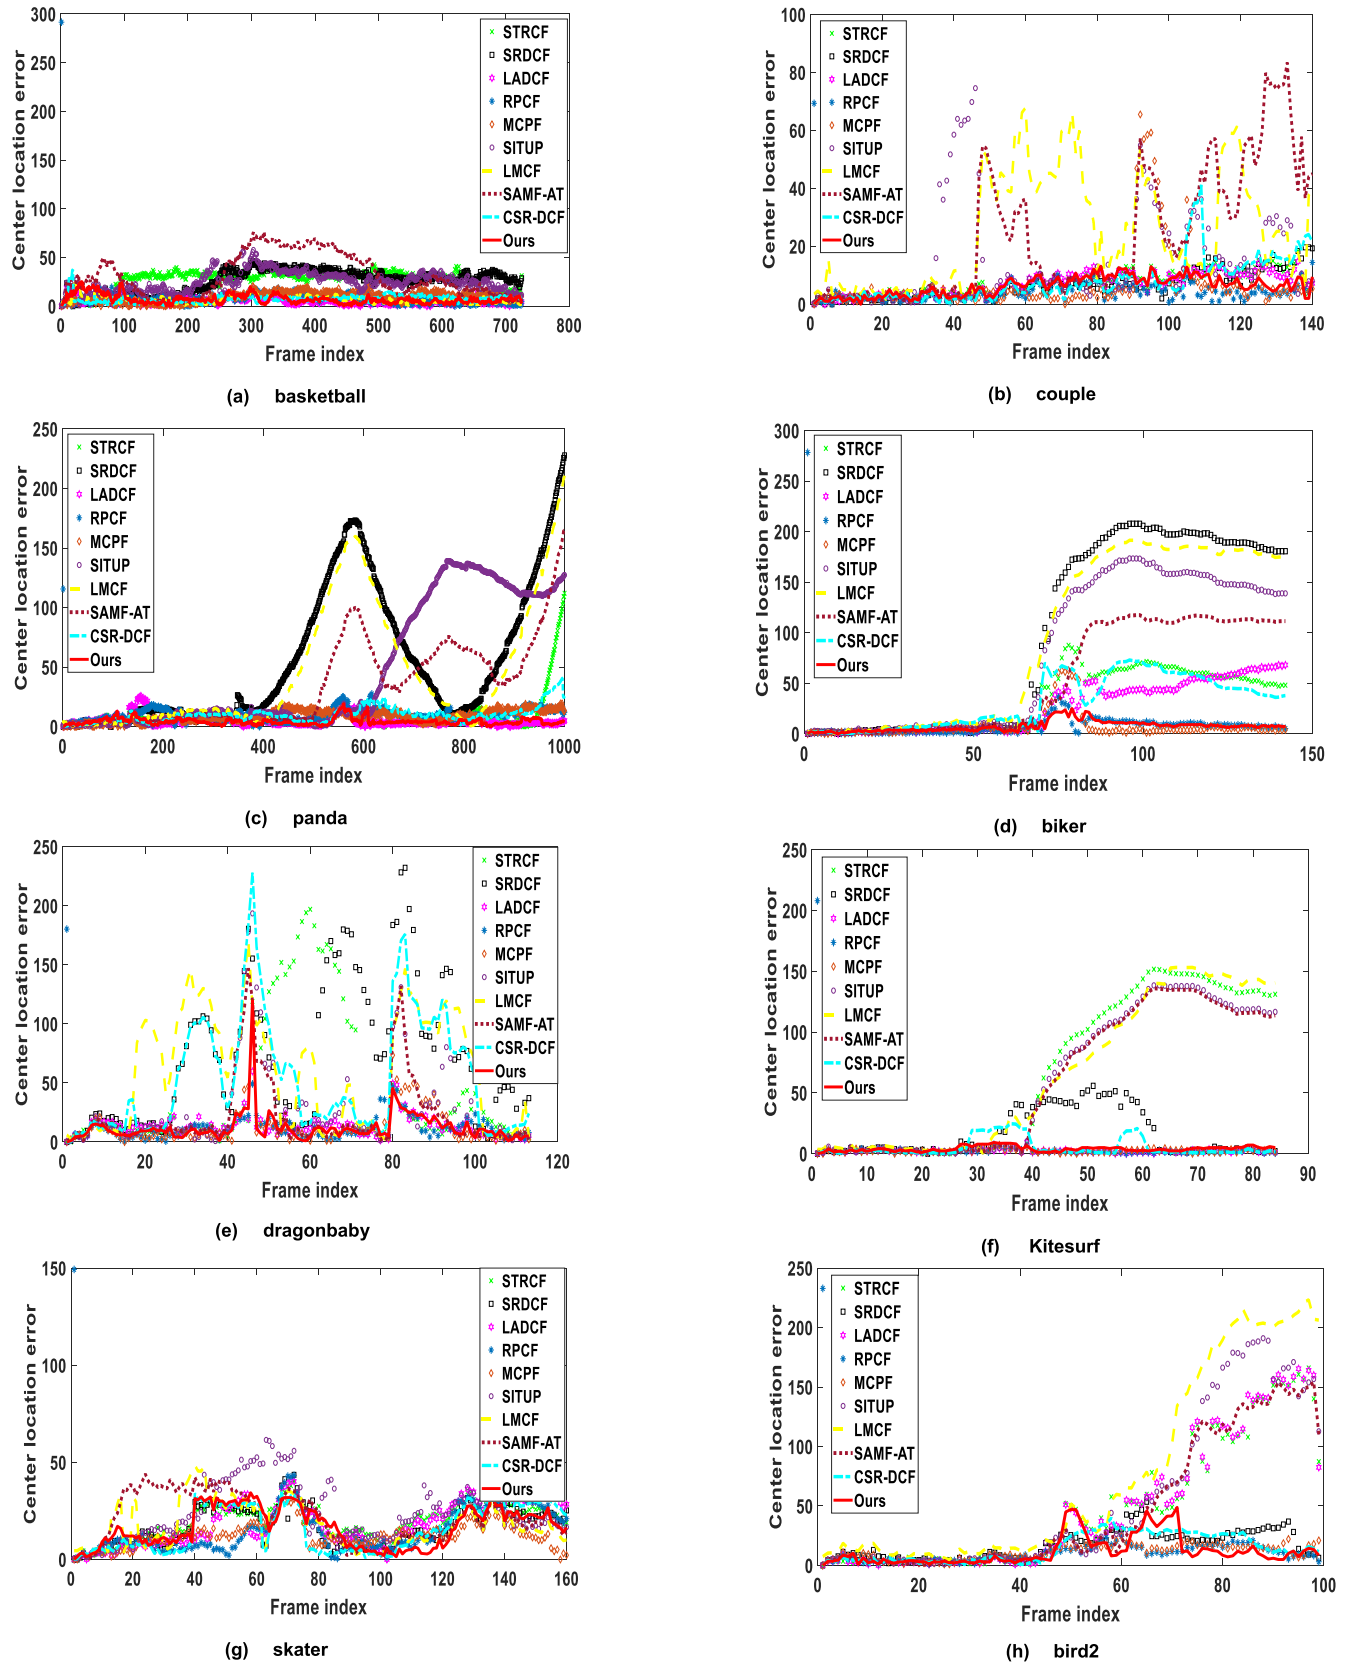 300
250
200
150
100
50
0
Center location error
0 100 200 300 400 500 600 700 800
Frame index
STRCF
SRDCF
LADCF
RPCF
MCPF
SITUP
LMCF
SAMF-AT
CSR-DCF
Ours
(a) basketball
100
80
60
40
20
0
Center location error
0 20 40 60 80 100 120 140
Frame index
STRCF
SRDCF
LADCF
RPCF
MCPF
SITUP
LMCF
SAMF-AT
CSR-DCF
Ours
(b) couple
250
200
150
100
50
0
Center location error
0 200 400 600 800 1000
Frame index
STRCF
SRDCF
LADCF
RPCF
MCPF
SITUP
LMCF
SAMF-AT
CSR-DCF
Ours
(c) panda
300
250
200
150
100
50
0
Center location error
0 50 100 150
Frame index
STRCF
SRDCF
LADCF
RPCF
MCPF
SITUP
LMCF
SAMF-AT
CSR-DCF
Ours
(d) biker
250
200
150
100
50
0
Center location error
0 20 40 60 80 100 120
Frame index
STRCF
SRDCF
LADCF
RPCF
MCPF
SITUP
LMCF
SAMF-AT
CSR-DCF
Ours
(e) dragonbaby
250
200
150
100
50
0
Center location error
0 10 20 30 40 50 60 70 80 90
Frame index
STRCF
SRDCF
LADCF
RPCF
MCPF
SITUP
LMCF
SAMF-AT
CSR-DCF
Ours
(f) Kitesurf
150
100
50
0
Center location error
0 20 40 60 80 100 120 140 160
Frame index
STRCF
SRDCF
LADCF
RPCF
MCPF
SITUP
LMCF
SAMF-AT
CSR-DCF
Ours
(g) skater
250
200
150
100
50
0
Center location error
0 20 40 60 80 100
Frame index
STRCF
SRDCF
LADCF
RPCF
MCPF
SITUP
LMCF
SAMF-AT
CSR-DCF
Ours
(h) bird2